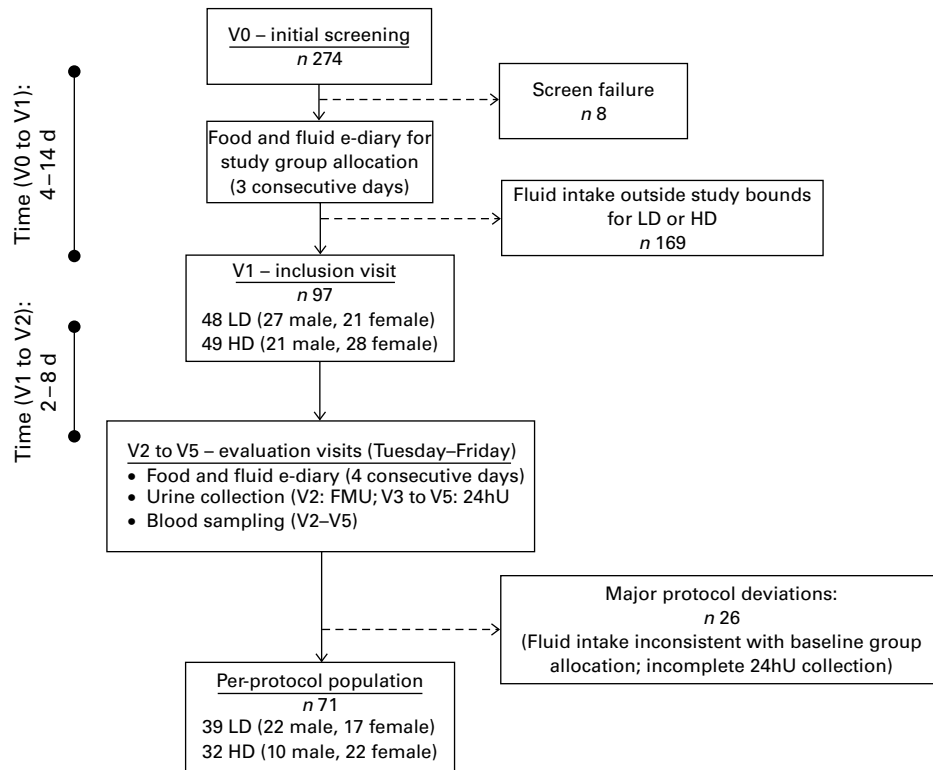 V0 – initial screening
n 274
Screen failure
n 8
Time (V0 to V1):
4–14 d
Food and fluid e-diary for
study group allocation
(3 consecutive days)
Fluid intake outside study bounds
for LD or HD
n 169
V1 – inclusion visit
n 97
48 LD (27 male, 21 female)
49 HD (21 male, 28 female)
Time (V1 to V2):
2–8 d
V2 to V5 – evaluation visits (Tuesday–Friday)
• Food and fluid e-diary (4 consecutive days)
• Urine collection (V2: FMU; V3 to V5: 24hU
• Blood sampling (V2–V5)
Major protocol deviations:
n 26
(Fluid intake inconsistent with baseline group
allocation; incomplete 24hU collection)
Per-protocol population
n 71
39 LD (22 male, 17 female)
32 HD (10 male, 22 female)